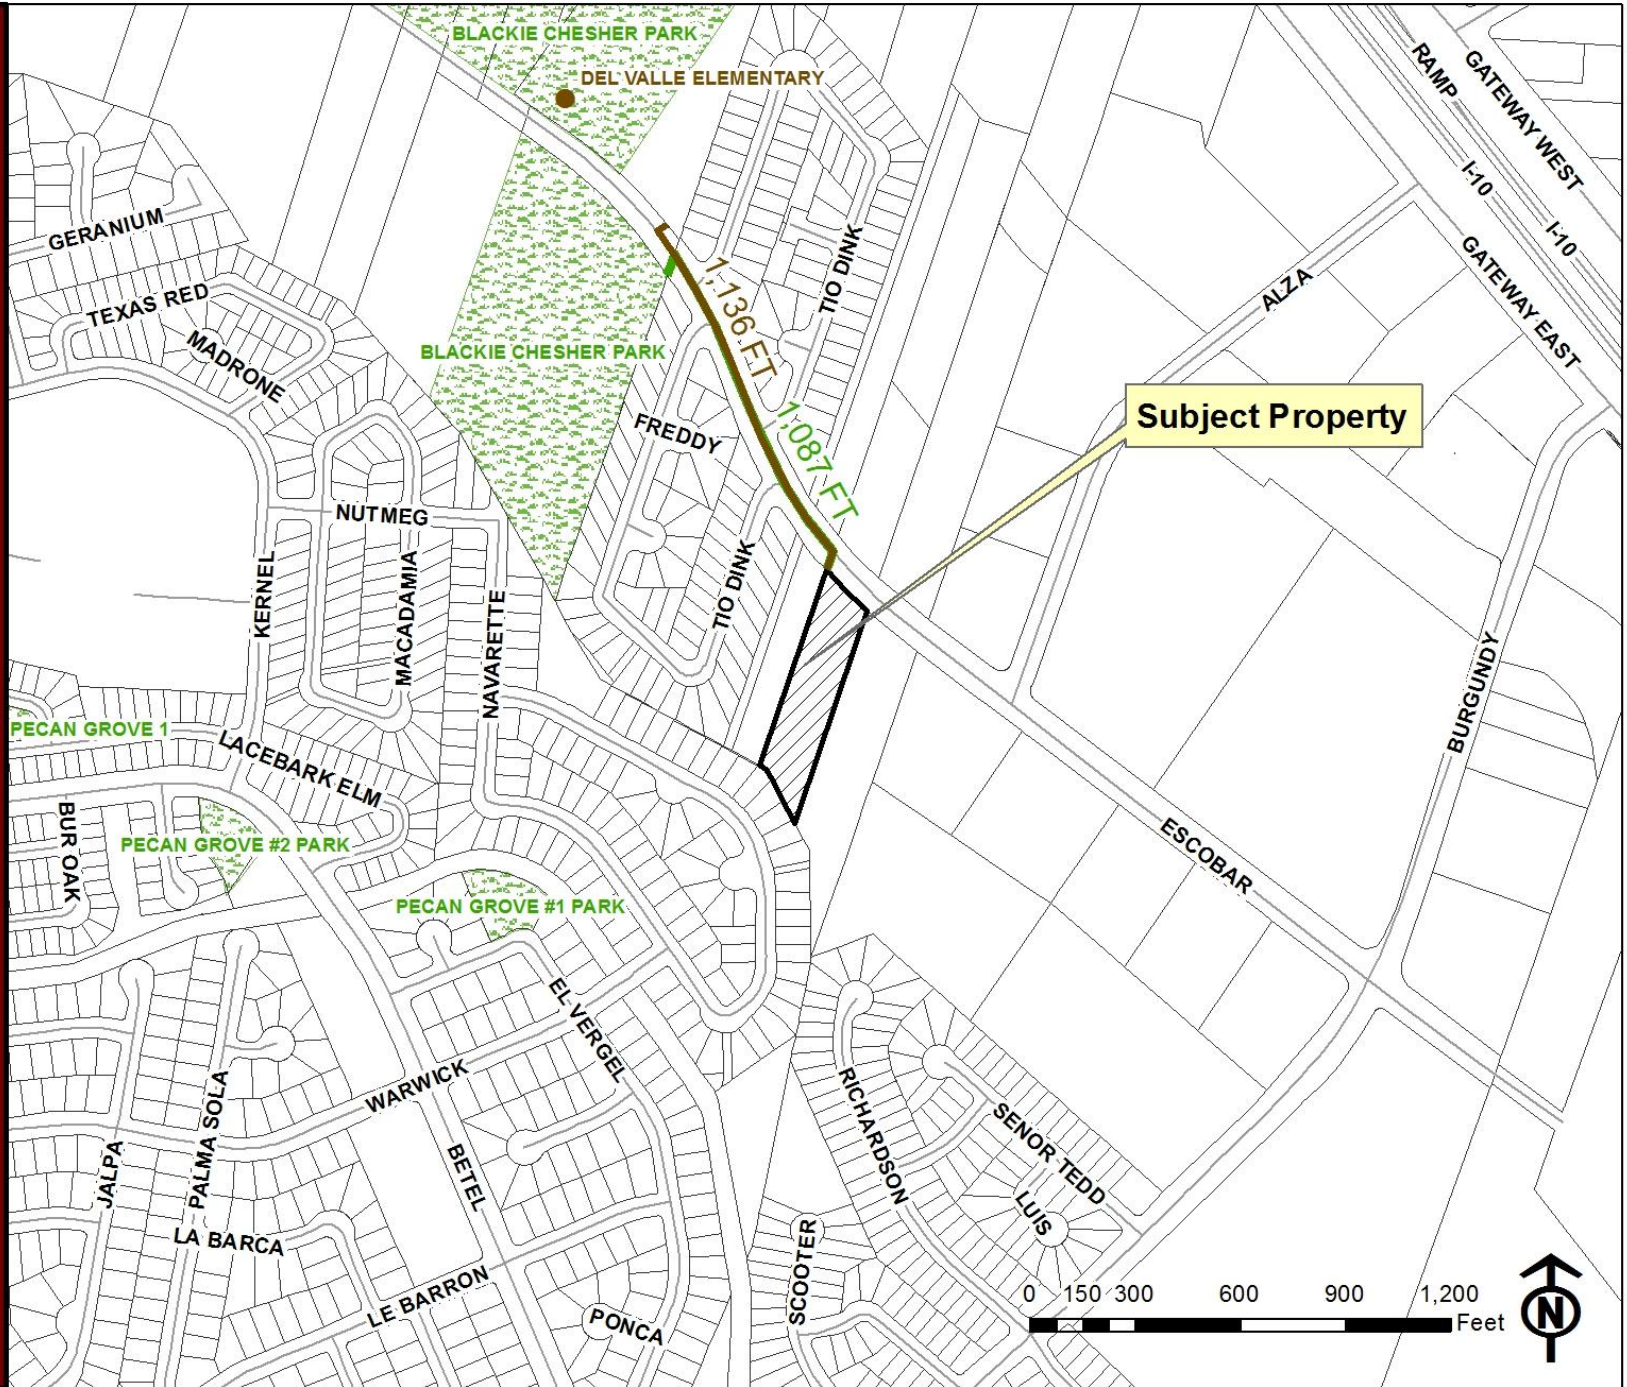 BLACKIE CHESHER PARK
DEL VALLE ELEMENTARY
RAMP
GATEWAY WEST
I-10
I-10
GERANIUM
TEXAS RED
MADRONE
TIO DINK
ALZA
GATEWAY EAST
1,136 FT
BLACKIE CHESHER PARK
1,087 FT
FREDDY
Subject Property
NUTMEG
KERNEL
MACADAMIA
NAVARETTE
TIO DINK
BURGUNDY
PECAN GROVE 1
LACEBARK ELM
BUR OAK
PECAN GROVE #2 PARK
ESCOBAR
PECAN GROVE #1 PARK
EL VERGEL
WARWICK
RICHARDSON
SENOR TEDD
LUIS
JALPA
PALMA SOLA
BETEL
LA BARCA
LE BARRON
PONCA
SCOOTER
0 150 300 600 900 1,200
Feet
N